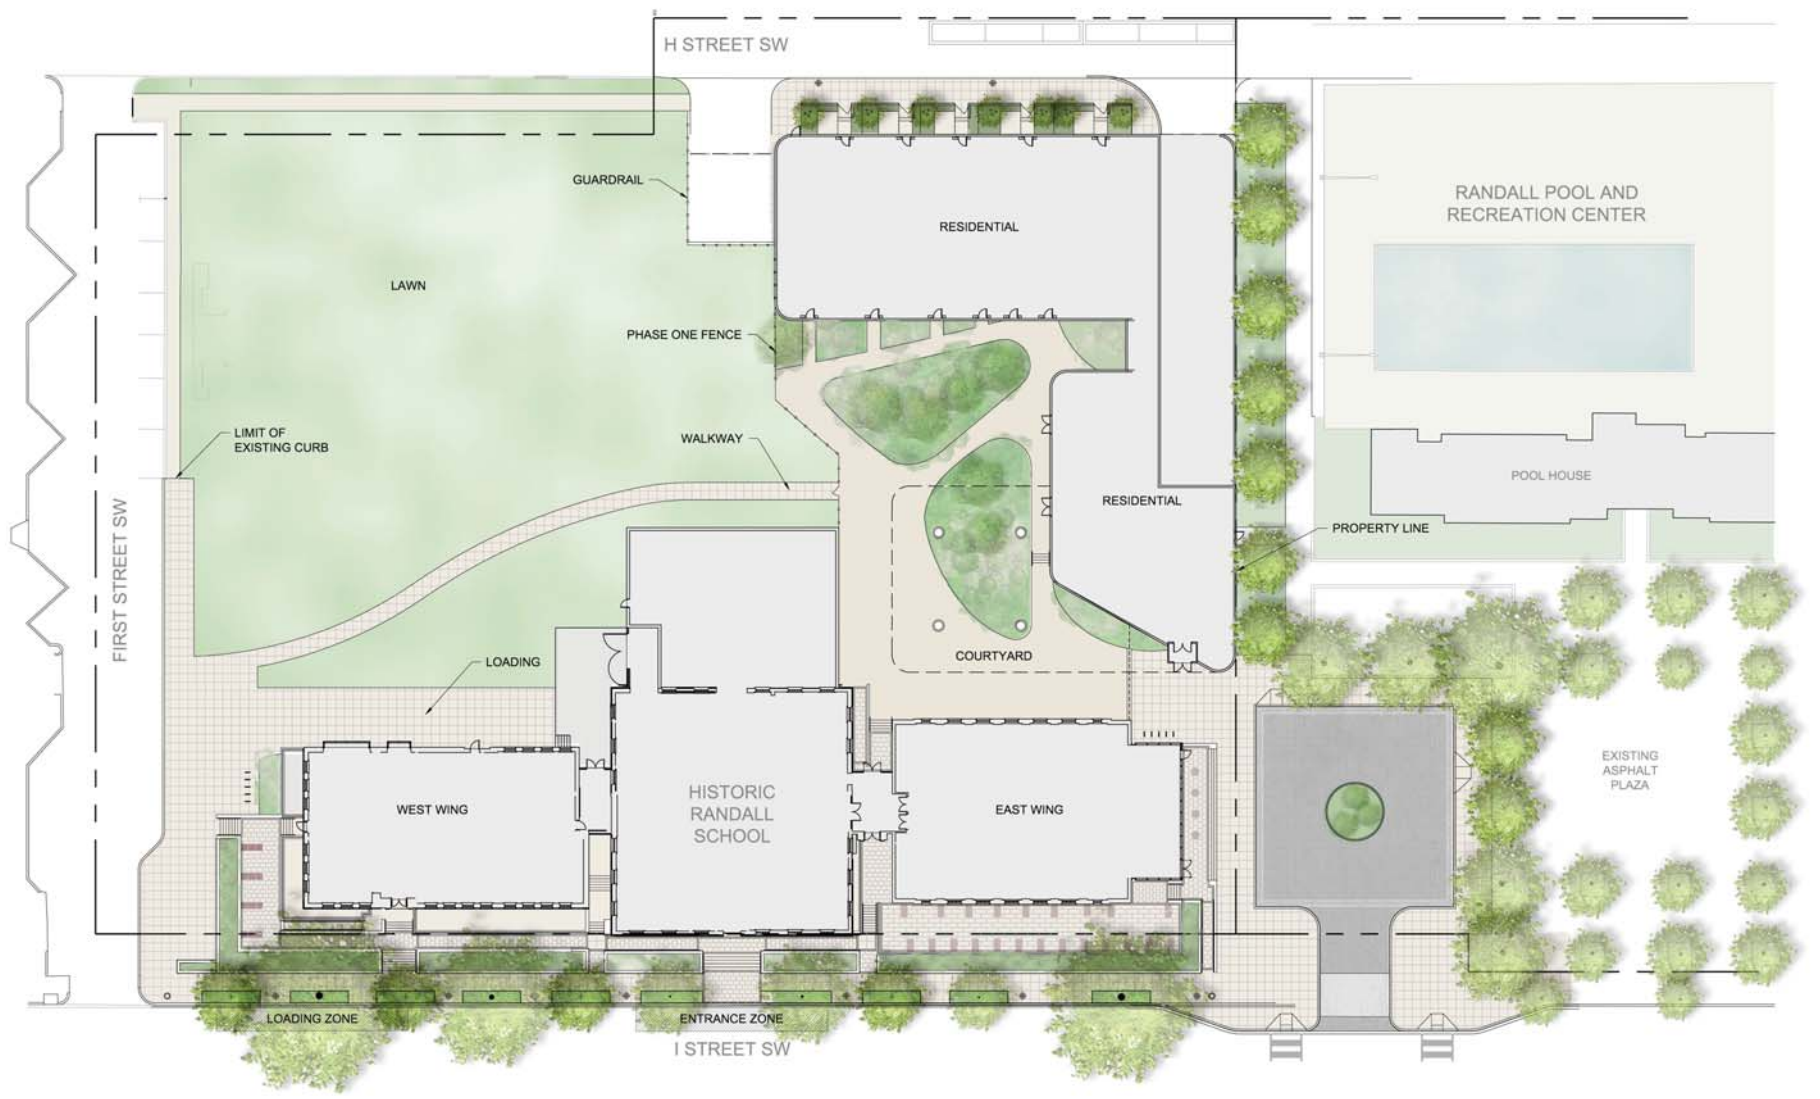 H STREET SW
GUARDRAIL
RESIDENTIAL
RANDALL POOL AND
RECREATION CENTER
LAWN
PHASE ONE FENCE
LIMIT OF
EXISTING CURB
WALKWAY
POOL HOUSE
RESIDENTIAL
PROPERTY LINE
FIRST STREET SW
LOADING
COURTYARD
WEST WING
HISTORIC
RANDALL
SCHOOL
EAST WING
EXISTING
ASPHALT
PLAZA
LOADING ZONE
ENTRANCE ZONE
I STREET SW